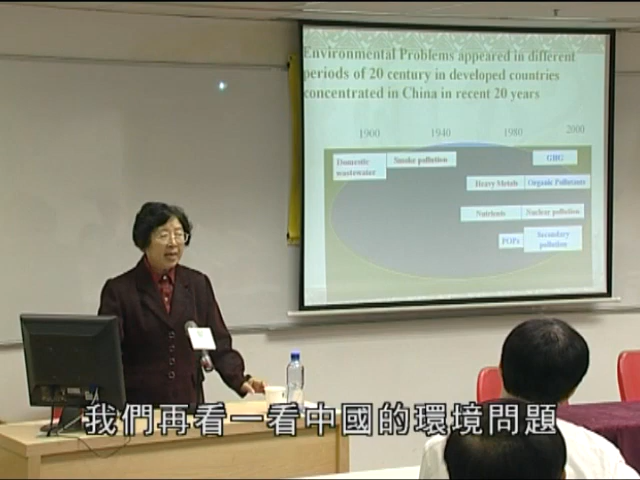 Environmental Problems appeared in different
periods of 20 century in developed countries
concentrated in China in recent 20 years
1900 1940 1980 2000
Domestic
wastewater
Smoke pollution
GHG
Heavy Metals Organic Pollutants
Nutrients Nuclear pollution
POPs
Secondary
pollution
我們再看一看中國的環境問題